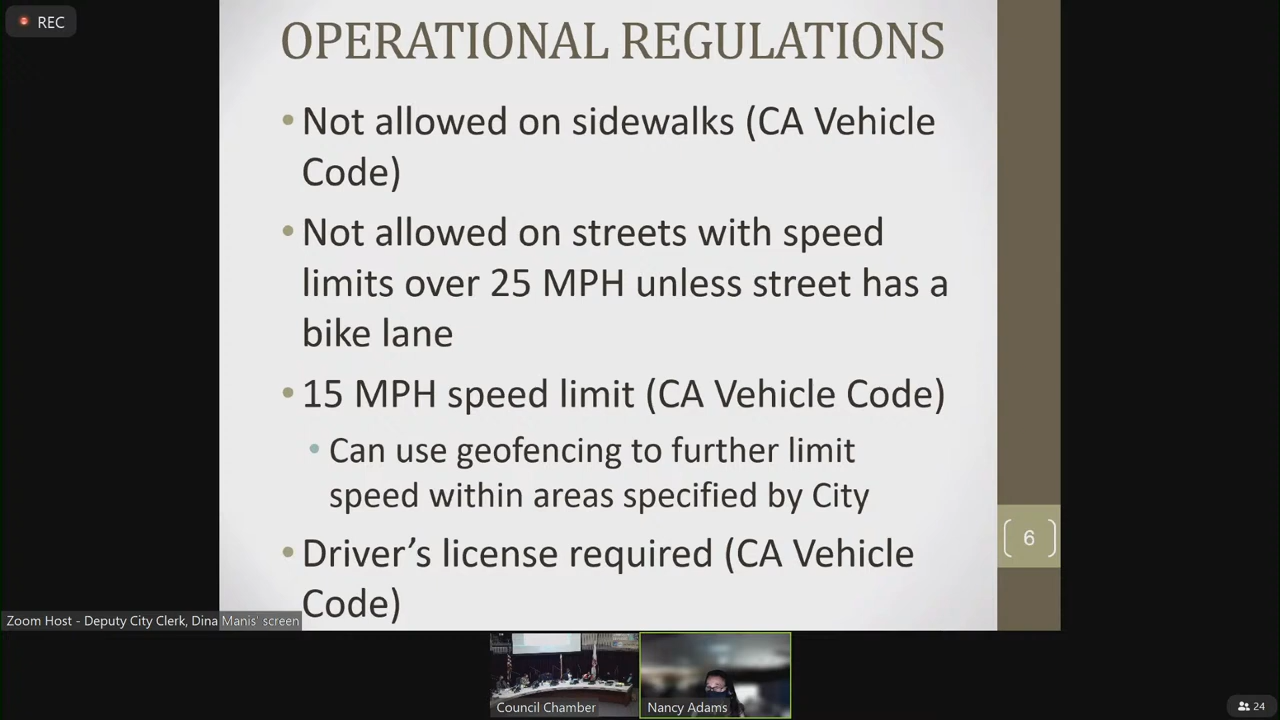 REC
OPERATIONAL REGULATIONS
• Not allowed on sidewalks (CA Vehicle
Code)
• Not allowed on streets with speed
limits over 25 MPH unless street has a
bike lane
• 15 MPH speed limit (CA Vehicle Code)
• Can use geofencing to further limit
speed within areas specified by City
• Driver's license required (CA Vehicle
Code)
6
Zoom Host - Deputy City Clerk, Dina Manis' screen
Council Chamber
Nancy Adams
24